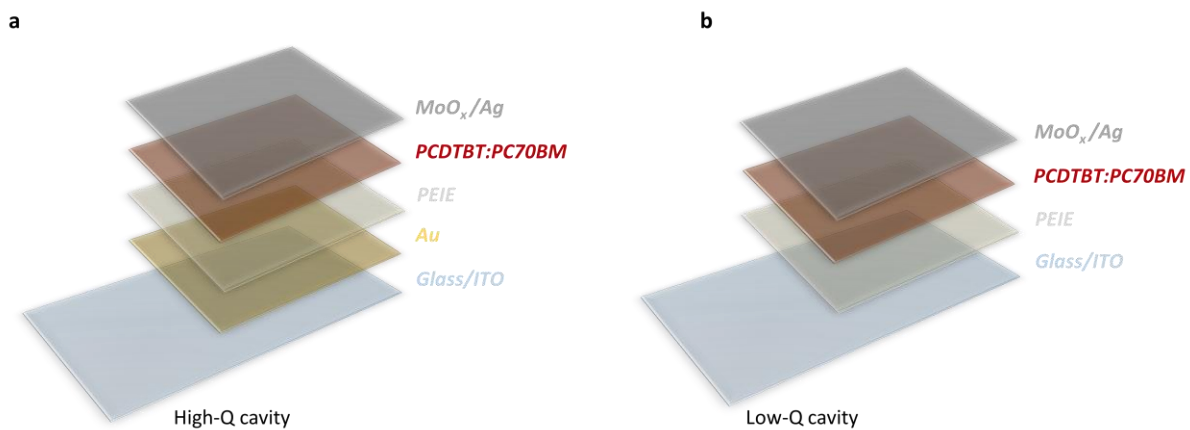 a
MoOₓ/Ag
PCDTBT:PC70BM
PEIE
Au
Glass/ITO
High-Q cavity
b
MoOₓ/Ag
PCDTBT:PC70BM
PEIE
Glass/ITO
Low-Q cavity